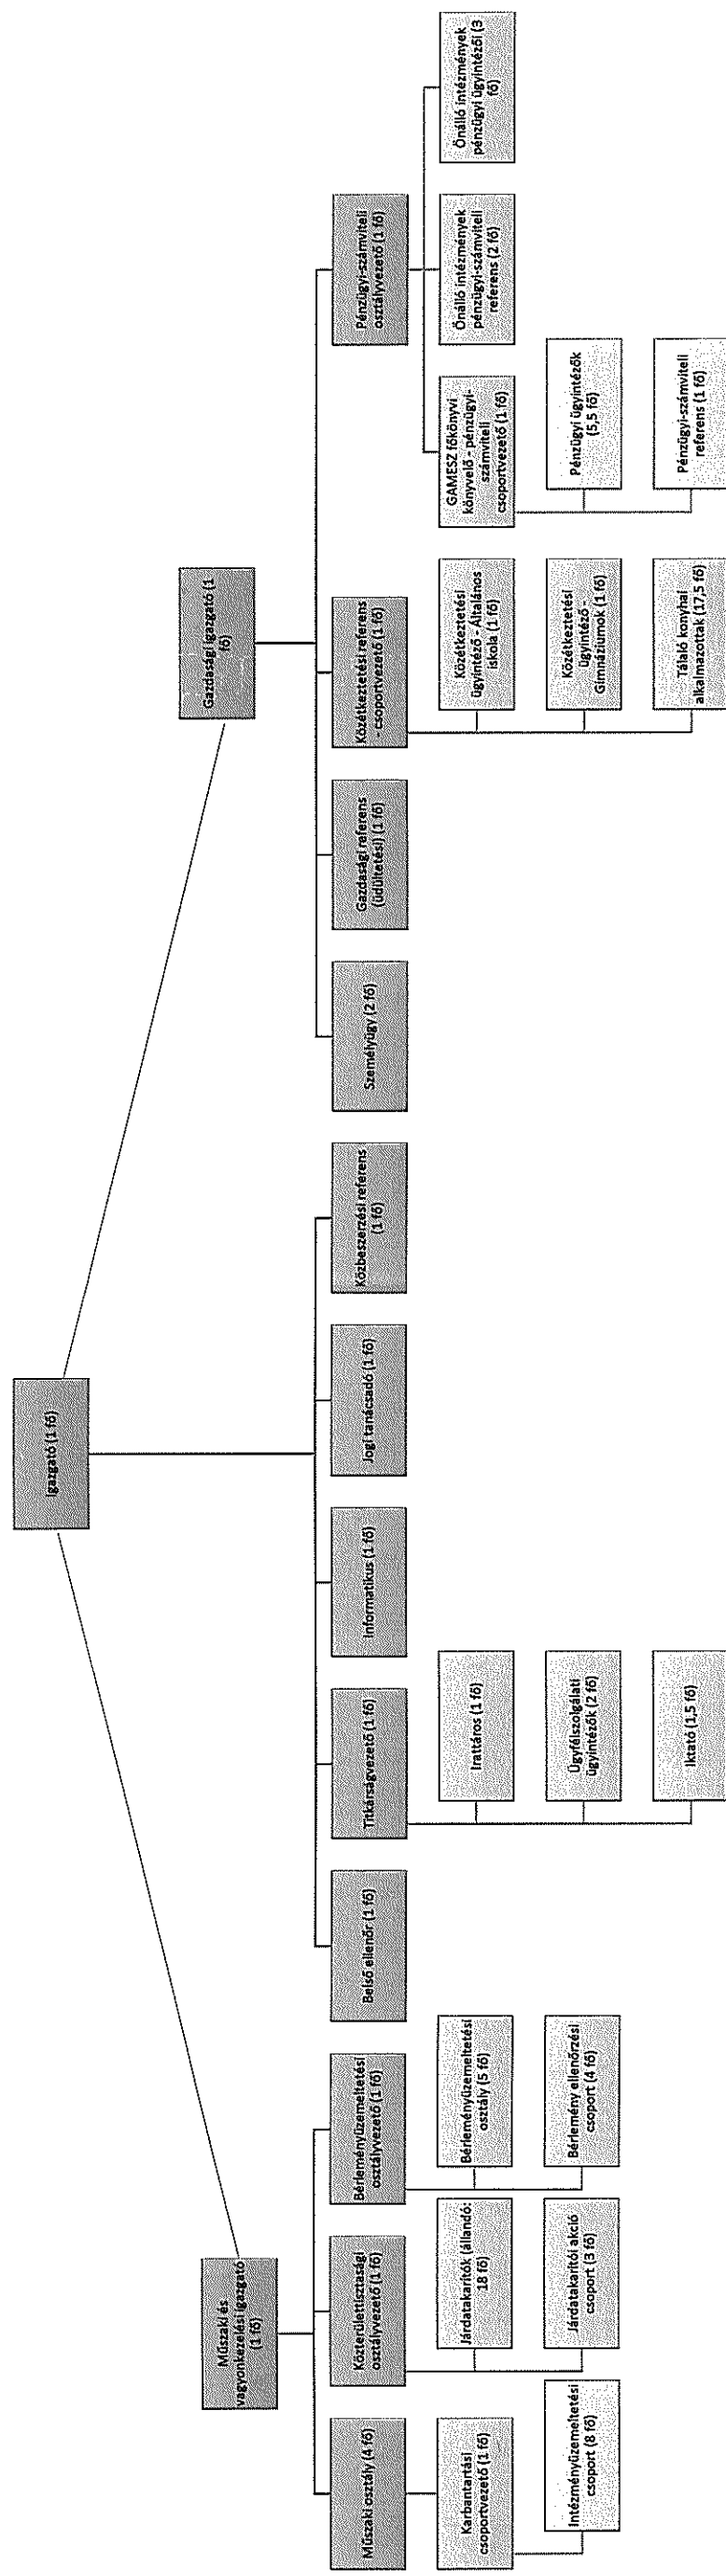 Igazgató (1 fő)
Műszaki és
vagyonkezelési igazgató
(1 fő)
Gazdasági igazgató (1
fő)
Műszaki osztály (4 fő)
Karbantartási
csoportvezető (1 fő)
Intézményüzemeltetési
csoport (8 fő)
Közterülettisztasági
osztályvezető (1 fő)
Járdatakarítók (állandó:
18 fő)
Járdatakarítói akció
csoport (3 fő)
Bérleményüzemeltetési
osztályvezető (1 fő)
Bérleményüzemeltetési
osztály (5 fő)
Bérlemény ellenőrzési
csoport (4 fő)
Belső ellenőr (1 fő)
Titkárságvezető (1 fő)
Irattáros (1 fő)
Ügyfélszolgálati
ügyintézők (2 fő)
Iktató (1,5 fő)
Informatikus (1 fő)
Jogi tanácsadó (1 fő)
Közbeszerzési referens
(1 fő)
Személyügy (2 fő)
Gazdasági referens
(üdültetési) (1 fő)
Közétkeztetési referens
- csoportvezető (1 fő)
Közétkeztetési
ügyintéző - Általános
iskola (1 fő)
Közétkeztetési
ügyintéző -
Gimnáziumok (1 fő)
Tálaló konyhai
alkalmazottak (17,5 fő)
Pénzügyi-számviteli
osztályvezető (1 fő)
GAMESZ főkönyvi
könyvelő - pénzügyi-
számviteli
csoportvezető (1 fő)
Pénzügyi ügyintézők
(5,5 fő)
Pénzügyi-számviteli
referens (1 fő)
Önálló intézmények
pénzügyi-számviteli
referens (2 fő)
Önálló intézmények
pénzügyi ügyintézői (3
fő)